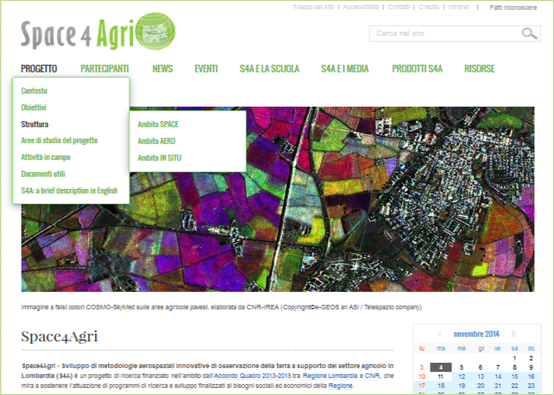 Mappa del sito | Accessibilità | Contatti | Credits | Intranet | Fatti riconoscere
Space4Agri
Cerca nel sito
PROGETTO PARTECIPANTI NEWS EVENTI S4A E LA SCUOLA S4A E I MEDIA PRODOTTI S4A RISORSE
Contesto
Obiettivi
Struttura
Aree di studio del progetto
Attività in campo
Documenti utili
S4A: a brief description in English
Ambito SPACE
Ambito AERO
Ambito IN SITU
Immagine a falsi colori COSMO-SkyMed sulle aree agricole pavesi, elaborata da CNR-IREA (Copyright©e-GEOS an ASI / Telespazio company)
Space4Agri
Space4Agri - Sviluppo di metodologie aerospaziali innovative di osservazione della terra a supporto del settore agricolo in
Lombardia (S4A) è un progetto di ricerca finanziato nell'ambito dall'Accordo Quadro 2013-2015 tra Regione Lombardia e CNR, che
mira a sostenere l'attuazione di programmi di ricerca e sviluppo finalizzati ai bisogni sociali ed economici della Regione.
novembre 2014
lu ma me gi ve sa do
1 2
3 4 5 6 7 8 9
10 11 12 13 14 15 16
17 18 19 20 21 22 23